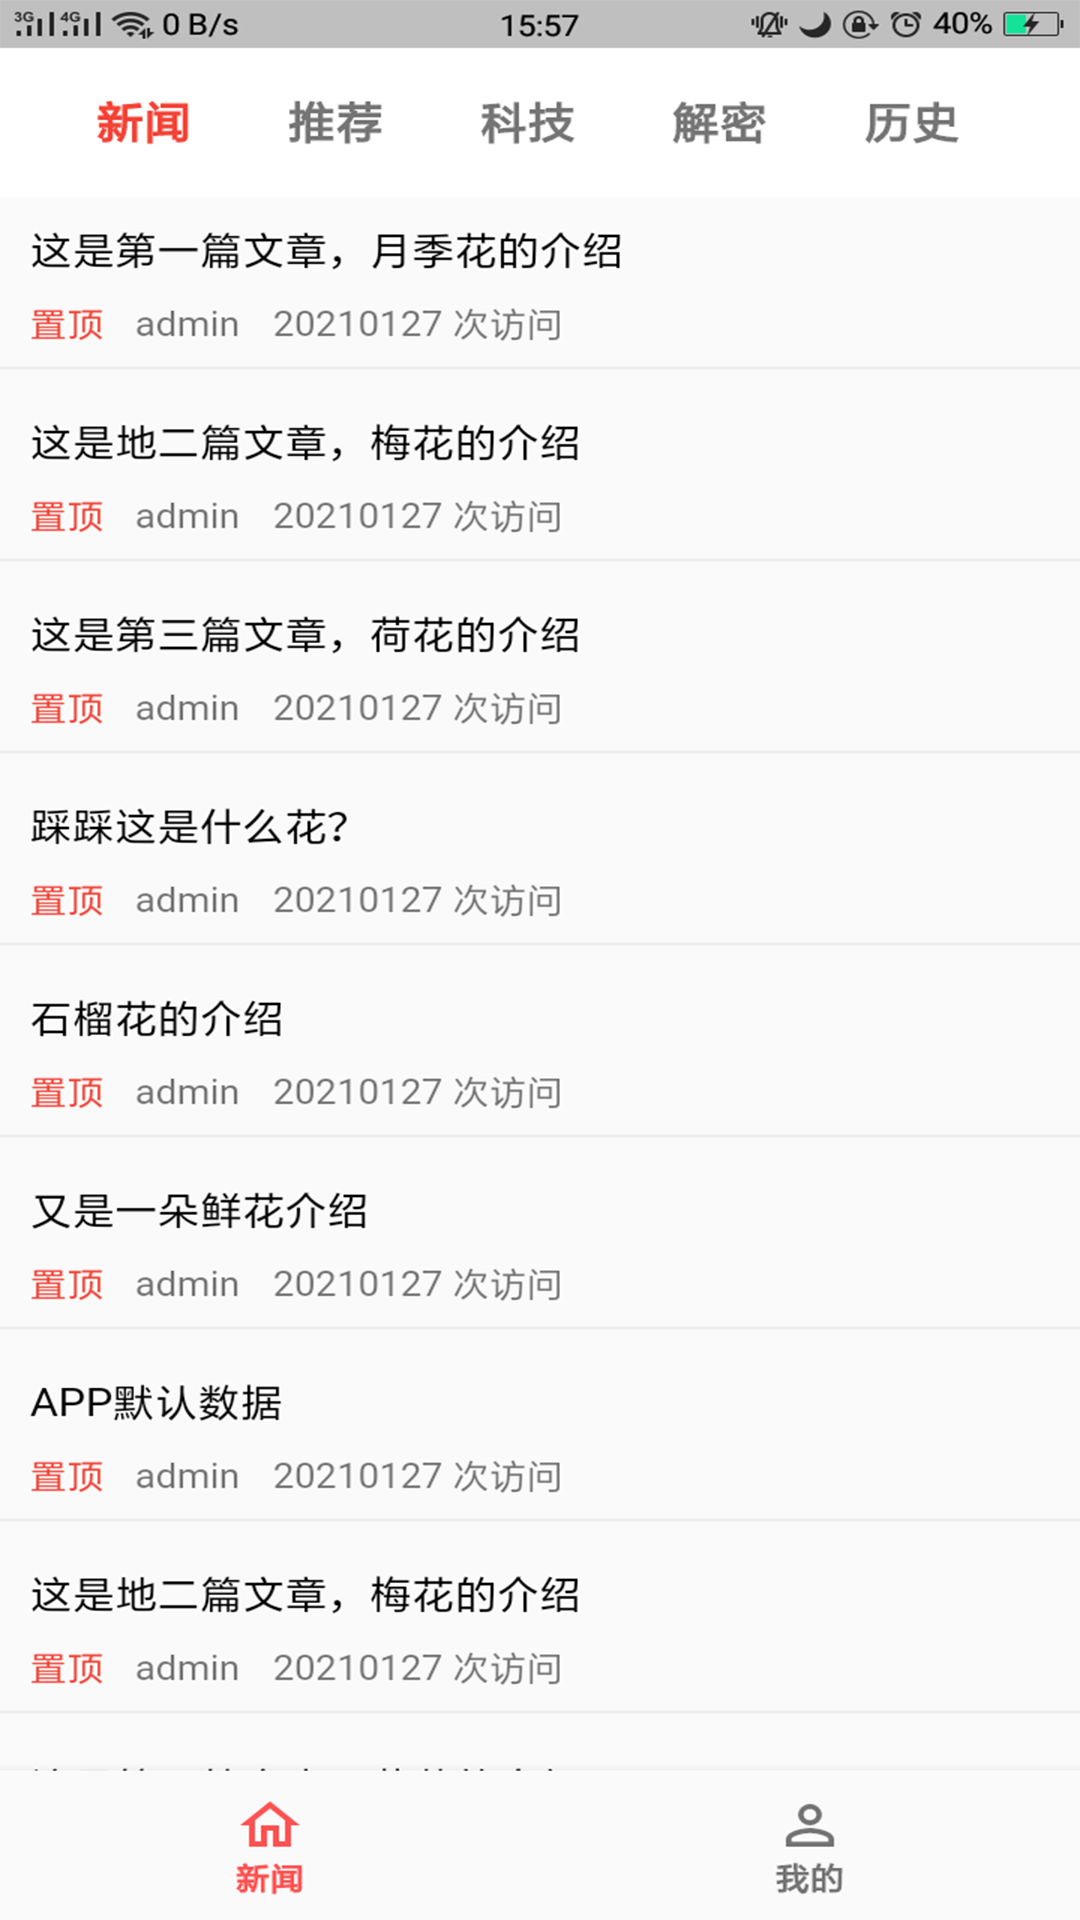 3G 4G 0 B/s 15:57 40%
新闻 推荐 科技 解密 历史
这是第一篇文章，月季花的介绍
置顶 admin 20210127 次访问
这是地二篇文章，梅花的介绍
置顶 admin 20210127 次访问
这是第三篇文章，荷花的介绍
置顶 admin 20210127 次访问
踩踩这是什么花？
置顶 admin 20210127 次访问
石榴花的介绍
置顶 admin 20210127 次访问
又是一朵鲜花介绍
置顶 admin 20210127 次访问
APP默认数据
置顶 admin 20210127 次访问
这是地二篇文章，梅花的介绍
置顶 admin 20210127 次访问
新闻 我的